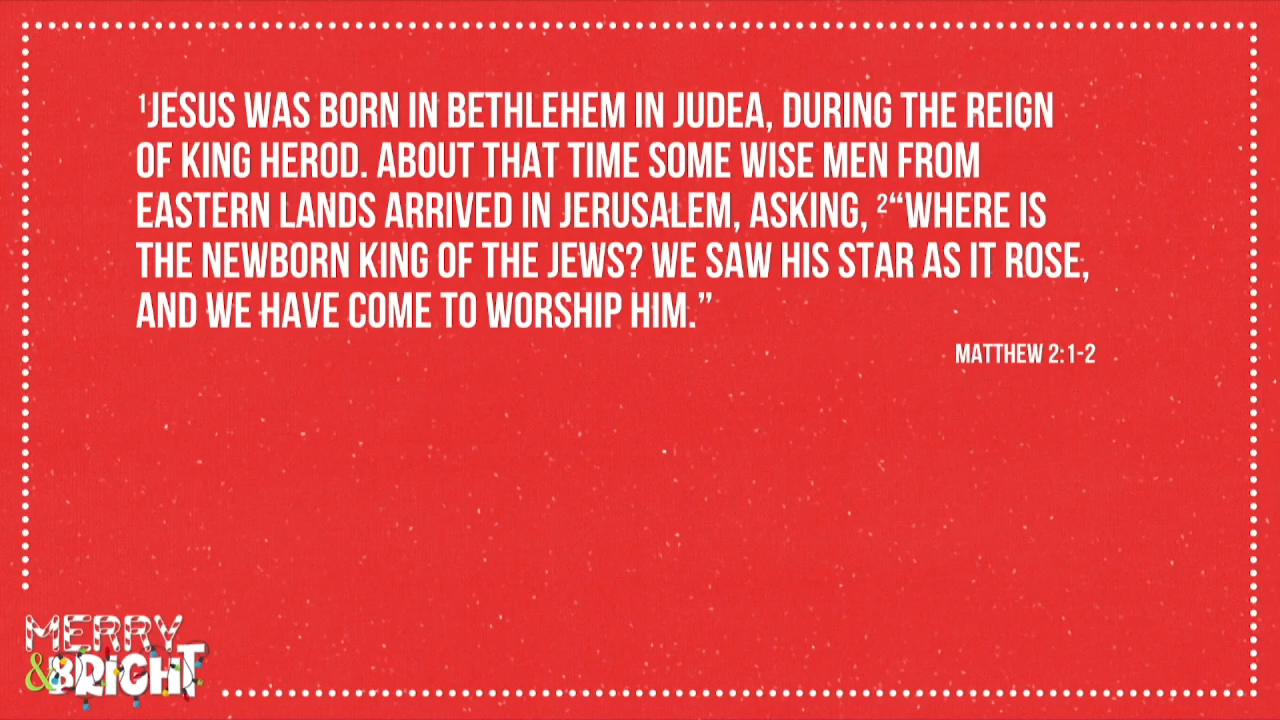 ¹JESUS WAS BORN IN BETHLEHEM IN JUDEA, DURING THE REIGN
OF KING HEROD. ABOUT THAT TIME SOME WISE MEN FROM
EASTERN LANDS ARRIVED IN JERUSALEM, ASKING, ²“WHERE IS
THE NEWBORN KING OF THE JEWS? WE SAW HIS STAR AS IT ROSE,
AND WE HAVE COME TO WORSHIP HIM.”
MATTHEW 2:1-2
MERRY
&BRIGHT